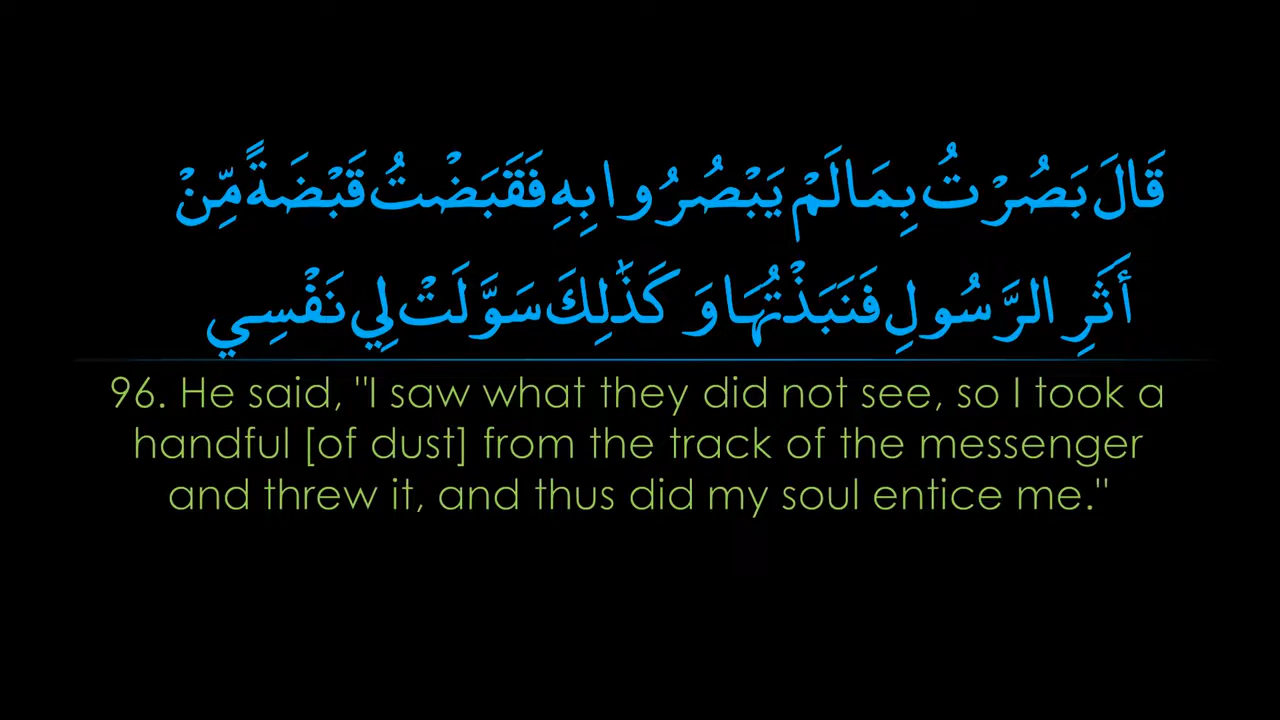 قَالَ بَصُرْتُ بِمَا لَمْ يَبْصُرُوا بِهِ فَقَبَضْتُ قَبْضَةً مِّنْ
أَثَرِ الرَّسُولِ فَنَبَذْتُهَا وَكَذَٰلِكَ سَوَّلَتْ لِي نَفْسِي
96. He said, "I saw what they did not see, so I took a
handful [of dust] from the track of the messenger
and threw it, and thus did my soul entice me."